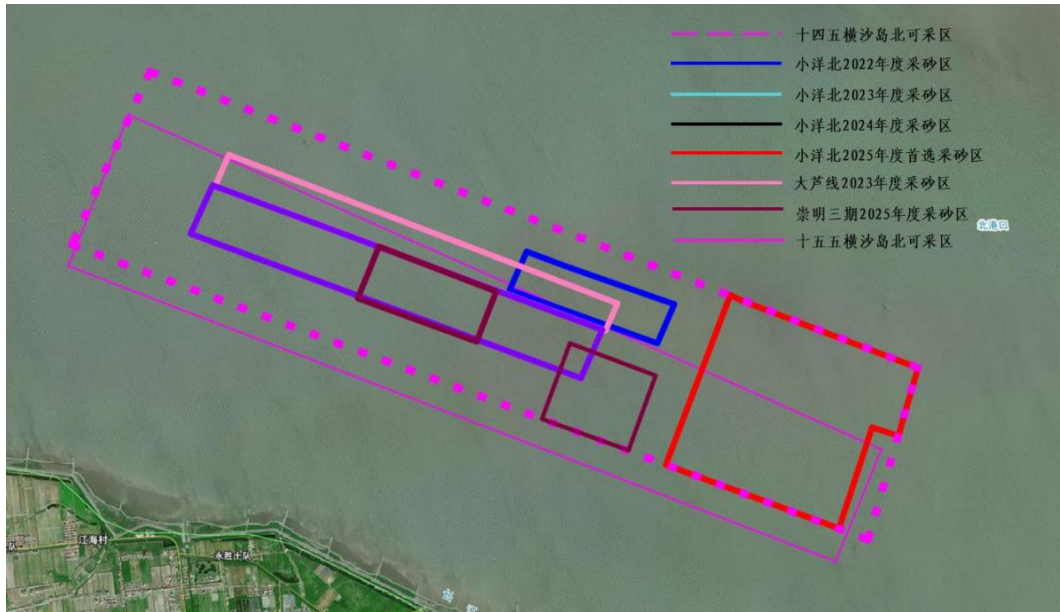 十四五横沙岛北可采区
小洋北2022年度采砂区
小洋北2023年度采砂区
小洋北2024年度采砂区
小洋北2025年度首选采砂区
大芦线2023年度采砂区
崇明三期2025年度采砂区
十五五横沙岛北可采区
北港口
江海村
队
永胜十队